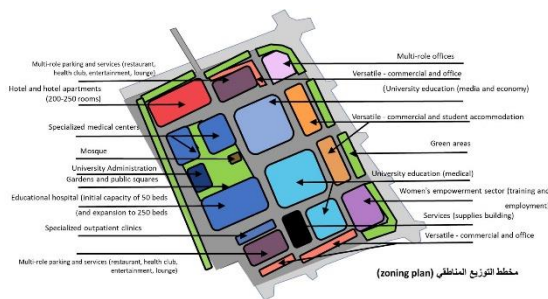 Multi-role parking and services (restaurant,
health club, entertainment, lounge)
Hotel and hotel apartments
(200-250 rooms)
Specialized medical centers
Mosque
University Administration
Gardens and public squares
Educational hospital (initial capacity of 50 beds
(and expansion to 250 beds
Specialized outpatient clinics
Multi-role parking and services (restaurant, health club,
entertainment, lounge)
Multi-role offices
Versatile - commercial and office
(University education (media and economy
Versatile - commercial and student accommodation
Green areas
University education (medical)
Women's empowerment sector (training and
employment)
Services (supplies building)
Versatile - commercial and office
مخطط التوزيع المناطقي (zoning plan)